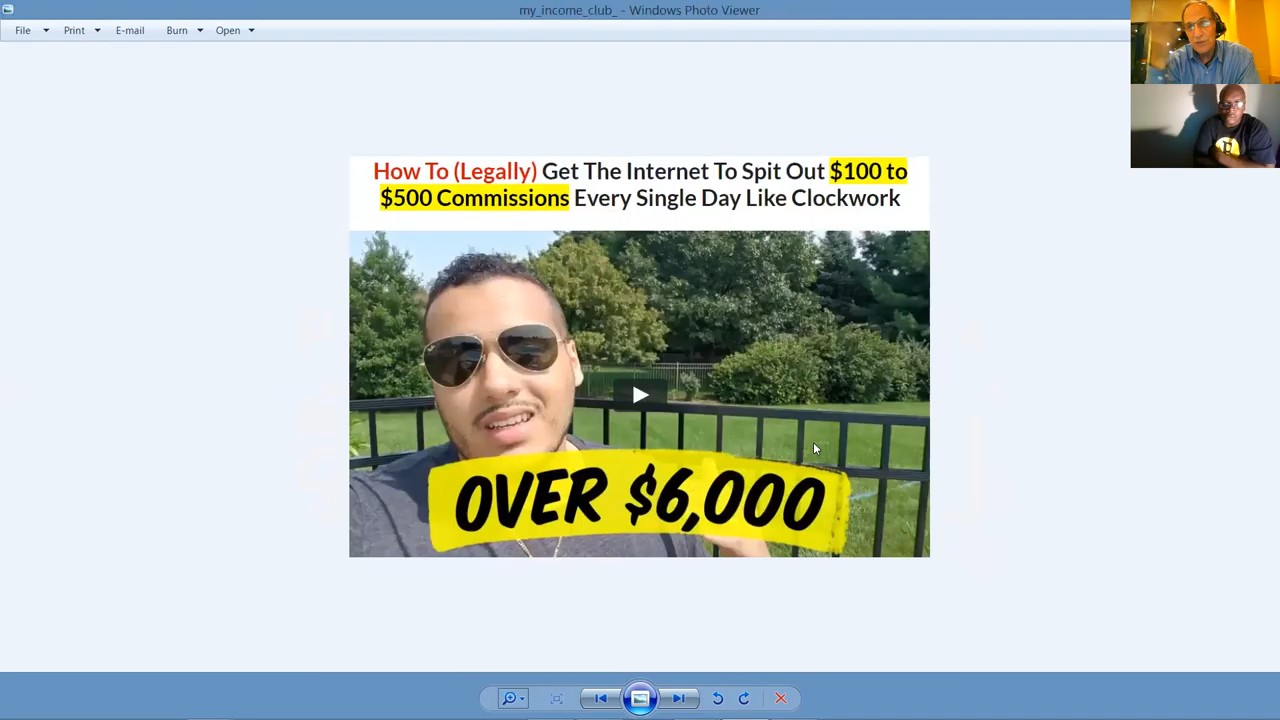 my_income_club_ - Windows Photo Viewer
File Print E-mail Burn Open
How To (Legally) Get The Internet To Spit Out $100 to
$500 Commissions Every Single Day Like Clockwork
OVER $6,000